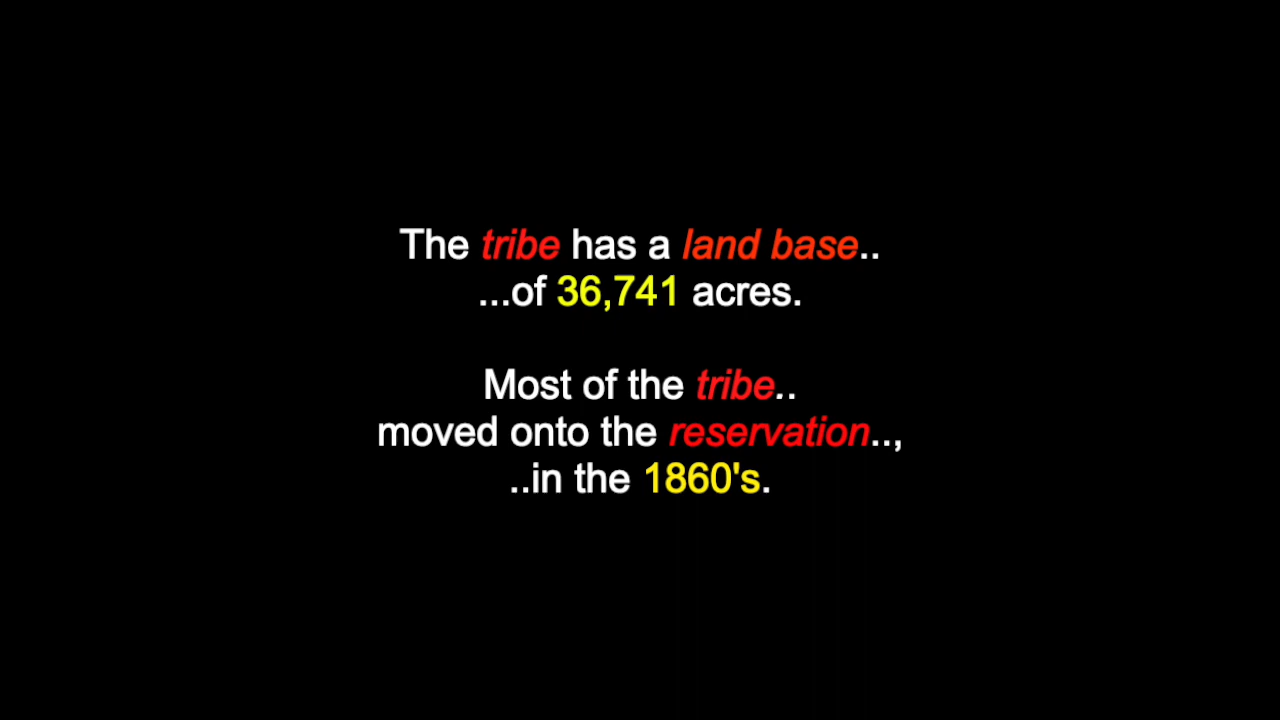 The tribe has a land base..
...of 36,741 acres.
Most of the tribe..
moved onto the reservation..,
..in the 1860's.